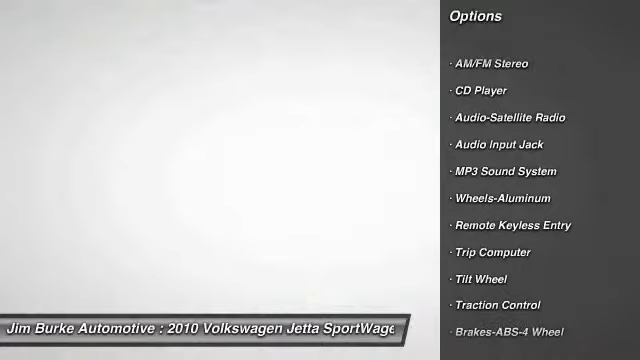 Options
· AM/FM Stereo
· CD Player
· Audio-Satellite Radio
· Audio Input Jack
· MP3 Sound System
· Wheels-Aluminum
· Remote Keyless Entry
· Trip Computer
· Tilt Wheel
· Traction Control
· Brakes-ABS-4 Wheel
Jim Burke Automotive : 2010 Volkswagen Jetta SportWage